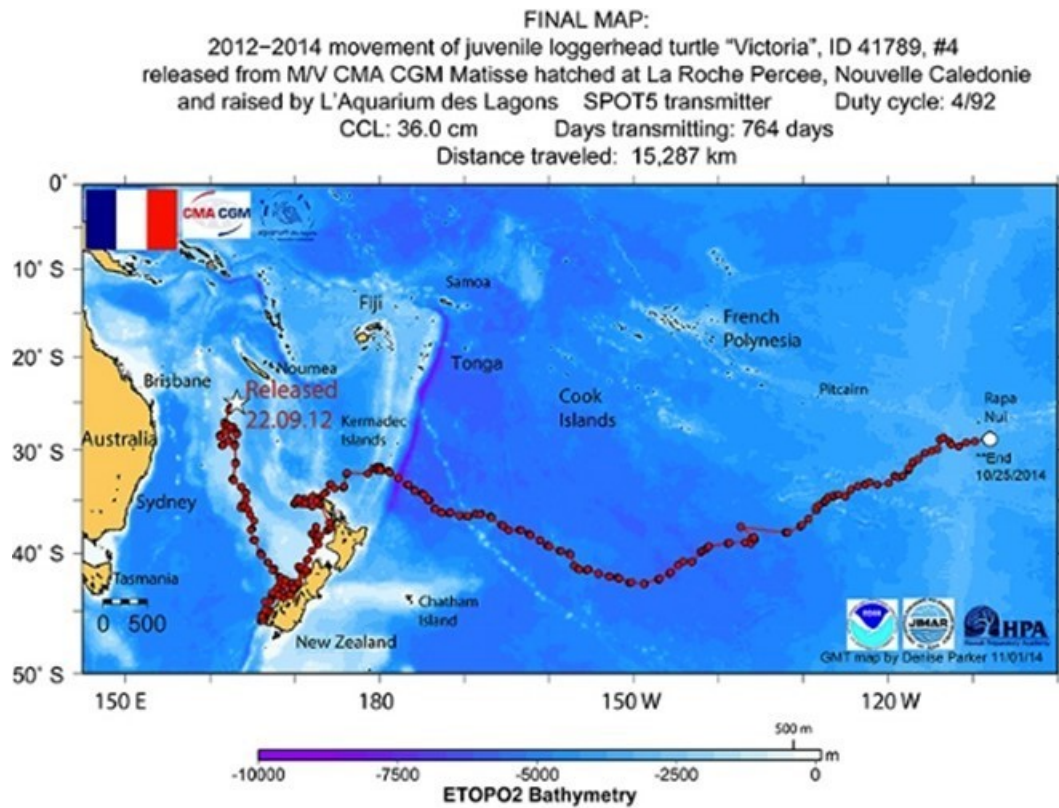 FINAL MAP:
2012−2014 movement of juvenile loggerhead turtle "Victoria", ID 41789, #4
released from M/V CMA CGM Matisse hatched at La Roche Percee, Nouvelle Caledonie
and raised by L'Aquarium des Lagons SPOT5 transmitter Duty cycle: 4/92
CCL: 36.0 cm Days transmitting: 764 days
Distance traveled: 15,287 km
0˚
CMA CGM
10˚ S
Samoa
Fiji
French
Polynesia
20˚ S
Tonga
Noumea
Brisbane
Released
22.09.12
Pitcairn
Cook
Islands
Rapa
Nui
Kermadec
Islands
Australia
30˚ S
**End
10/25/2014
Sydney
40˚ S
Tasmania
0 500
Chatham
Island
New Zealand
JIMAR
HPA
GMT map by Denise Parker 11/01/14
50˚ S
150 E
180
150 W
120 W
500 m
m
-10000 -7500 -5000 -2500 0
ETOPO2 Bathymetry